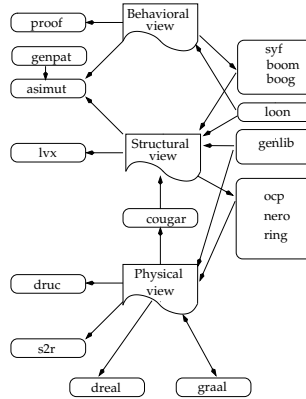 proof
Behavioral
view
genpat
syf
boom
boog
asimut
loon
lvx
Structural
view
genlib
cougar
ocp
nero
ring
druc
Physical
view
s2r
dreal
graal